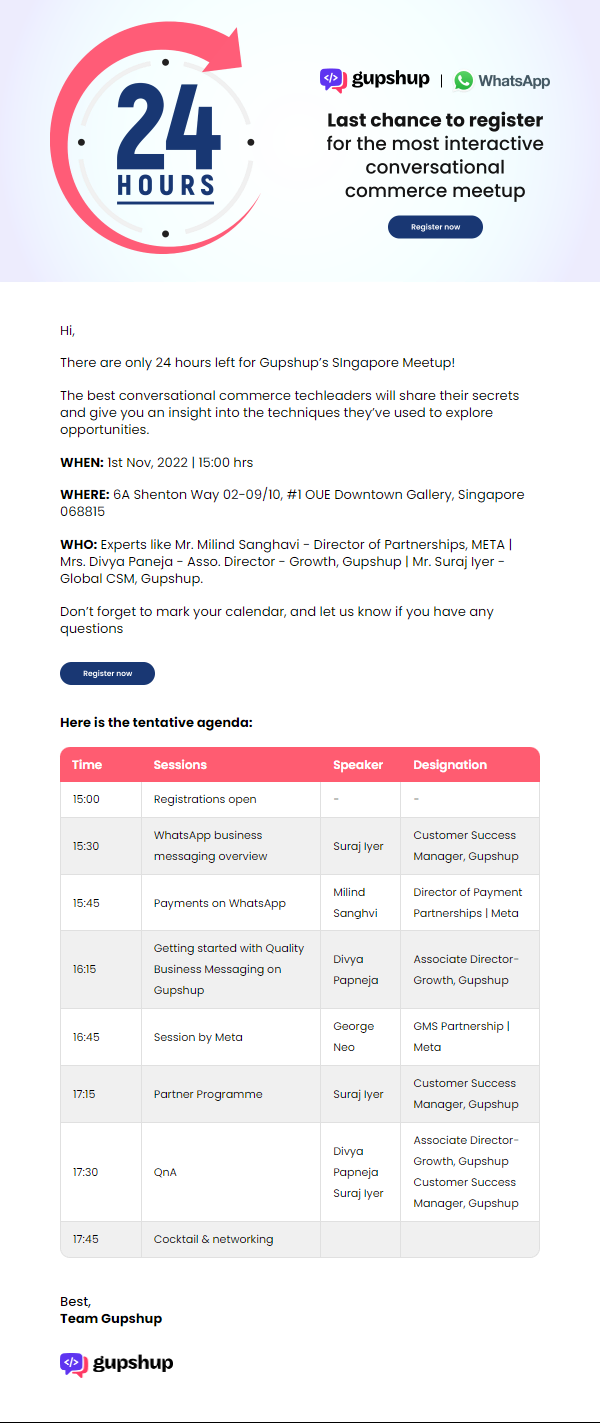 24
HOURS
gupshup | WhatsApp
Last chance to register
for the most interactive
conversational
commerce meetup
Register now
Hi,
There are only 24 hours left for Gupshup's SIngapore Meetup!
The best conversational commerce techleaders will share their secrets
and give you an insight into the techniques they've used to explore
opportunities.
WHEN: 1st Nov, 2022 | 15:00 hrs
WHERE: 6A Shenton Way 02-09/10, #1 OUE Downtown Gallery, Singapore
068815
WHO: Experts like Mr. Milind Sanghavi - Director of Partnerships, META |
Mrs. Divya Paneja - Asso. Director - Growth, Gupshup | Mr. Suraj Iyer -
Global CSM, Gupshup.
Don't forget to mark your calendar, and let us know if you have any
questions
Register now
Here is the tentative agenda:
Time Sessions Speaker Designation
15:00 Registrations open - -
15:30 WhatsApp business
messaging overview
Suraj Iyer
Customer Success
Manager, Gupshup
15:45 Payments on WhatsApp
Milind
Sanghvi
Director of Payment
Partnerships | Meta
16:15
Getting started with Quality
Business Messaging on
Gupshup
Divya
Papneja
Associate Director-
Growth, Gupshup
16:45 Session by Meta
George
Neo
GMS Partnership |
Meta
17:15 Partner Programme Suraj Iyer
Customer Success
Manager, Gupshup
17:30 QnA
Divya
Papneja
Suraj Iyer
Associate Director-
Growth, Gupshup
Customer Success
Manager, Gupshup
17:45 Cocktail & networking
Best,
Team Gupshup
gupshup